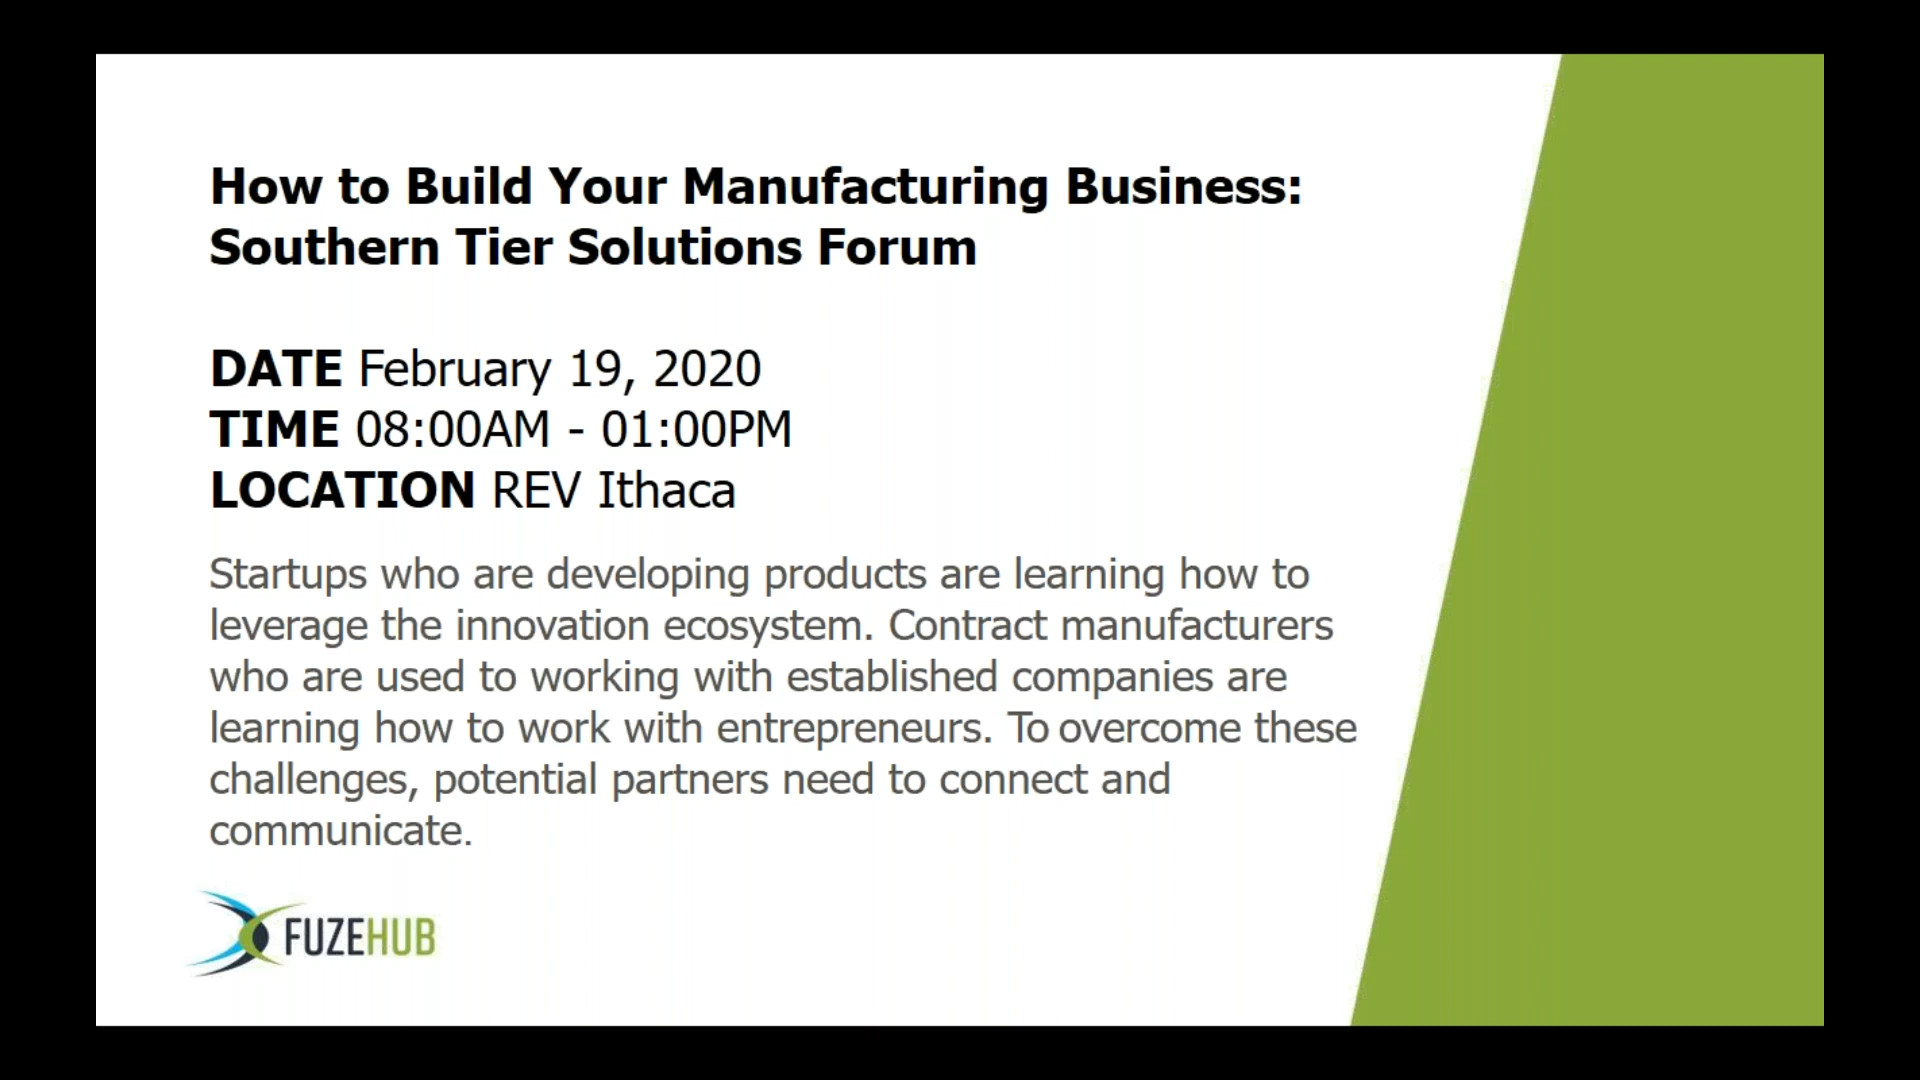 How to Build Your Manufacturing Business:
Southern Tier Solutions Forum
DATE February 19, 2020
TIME 08:00AM - 01:00PM
LOCATION REV Ithaca
Startups who are developing products are learning how to
leverage the innovation ecosystem. Contract manufacturers
who are used to working with established companies are
learning how to work with entrepreneurs. To overcome these
challenges, potential partners need to connect and
communicate.
FUZEHUB